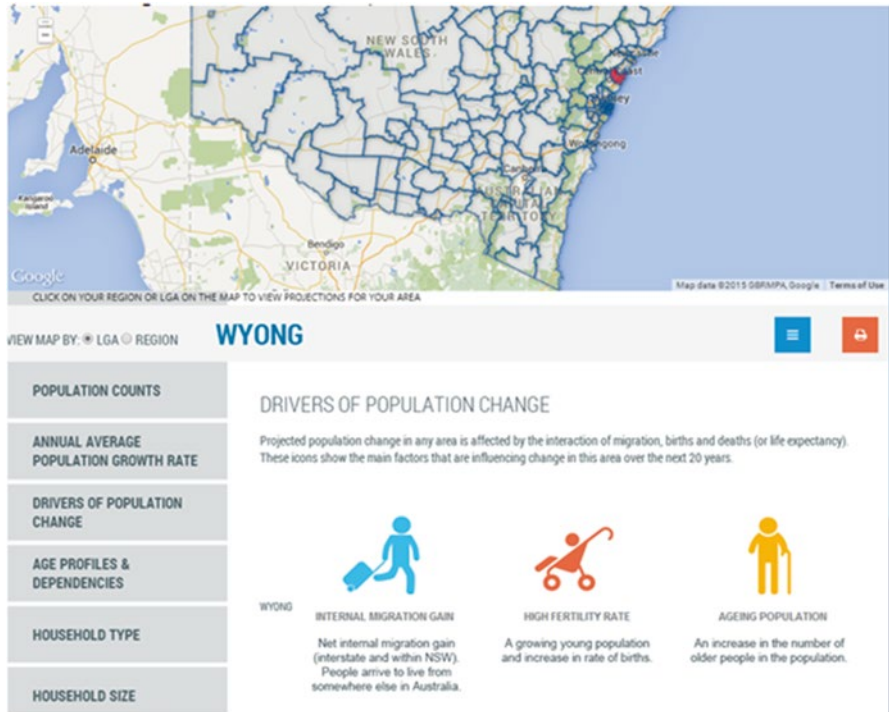 NEW SOUTH
WALES
Adelaide
Kangaroo
Island
Canberra
AUSTRALIAN
CAPITAL
TERRITORY
Wollongong
Bendigo
VICTORIA
Google
Map data ©2015 GBRMPA, Google Terms of Use
CLICK ON YOUR REGION OR LGA ON THE MAP TO VIEW PROJECTIONS FOR YOUR AREA
VIEW MAP BY: LGA REGION
WYONG
POPULATION COUNTS
ANNUAL AVERAGE
POPULATION GROWTH RATE
DRIVERS OF POPULATION
CHANGE
AGE PROFILES &
DEPENDENCIES
HOUSEHOLD TYPE
HOUSEHOLD SIZE
DRIVERS OF POPULATION CHANGE
Projected population change in any area is affected by the interaction of migration, births and deaths (or life expectancy).
These icons show the main factors that are influencing change in this area over the next 20 years.
WYONG
INTERNAL MIGRATION GAIN
Net internal migration gain
(interstate and within NSW).
People arrive to live from
somewhere else in Australia.
HIGH FERTILITY RATE
A growing young population
and increase in rate of births.
AGEING POPULATION
An increase in the number of
older people in the population.